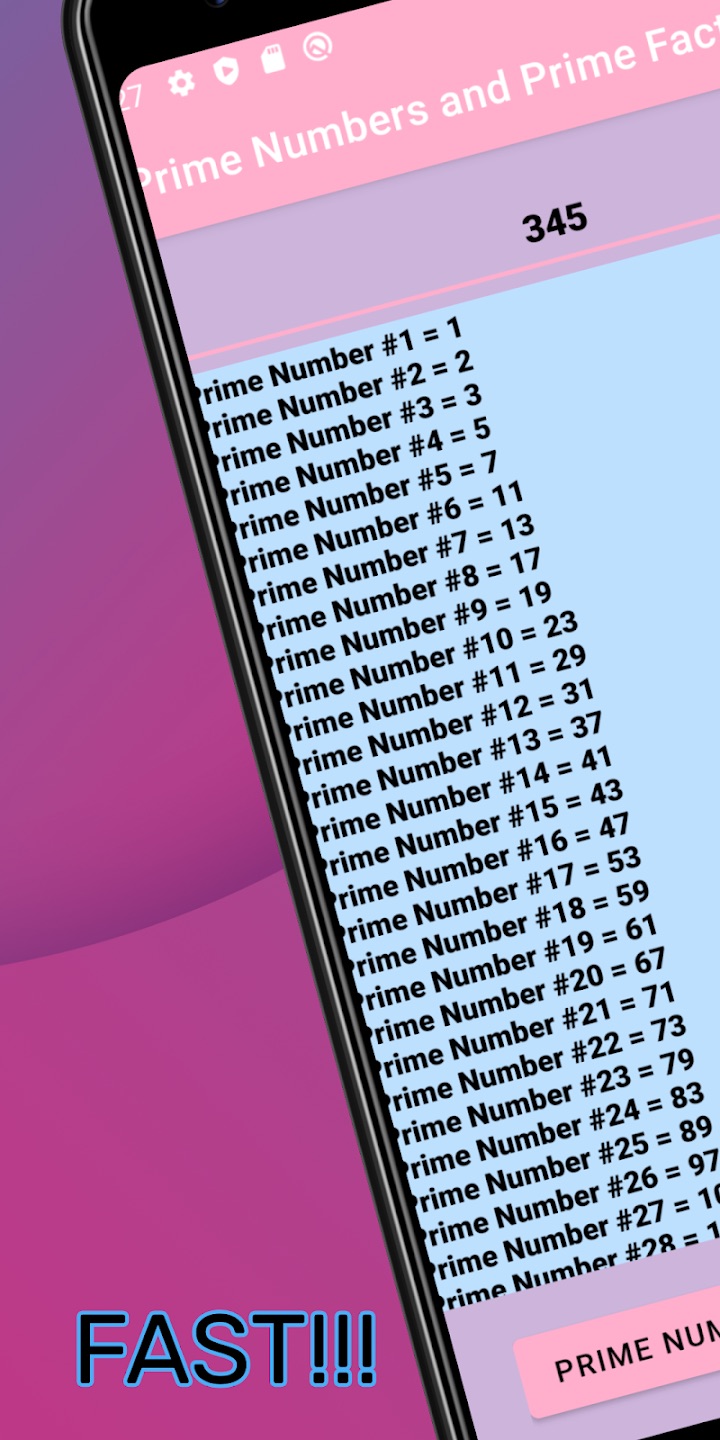 27
Prime Numbers and Prime Fact
345
Prime Number #1 = 1
Prime Number #2 = 2
Prime Number #3 = 3
Prime Number #4 = 5
Prime Number #5 = 7
Prime Number #6 = 11
Prime Number #7 = 13
Prime Number #8 = 17
Prime Number #9 = 19
Prime Number #10 = 23
Prime Number #11 = 29
Prime Number #12 = 31
Prime Number #13 = 37
Prime Number #14 = 41
Prime Number #15 = 43
Prime Number #16 = 47
Prime Number #17 = 53
Prime Number #18 = 59
Prime Number #19 = 61
Prime Number #20 = 67
Prime Number #21 = 71
Prime Number #22 = 73
Prime Number #23 = 79
Prime Number #24 = 83
Prime Number #25 = 89
Prime Number #26 = 97
Prime Number #27 = 10
Prime Number #28 = 1
PRIME NUM
FAST!!!